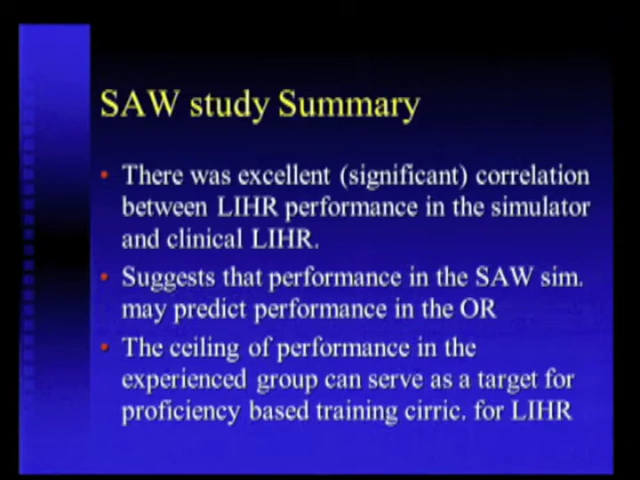 SAW study Summary
• There was excellent (significant) correlation
between LIHR performance in the simulator
and clinical LIHR.
• Suggests that performance in the SAW sim.
may predict performance in the OR
• The ceiling of performance in the
experienced group can serve as a target for
proficiency based training cirric. for LIHR